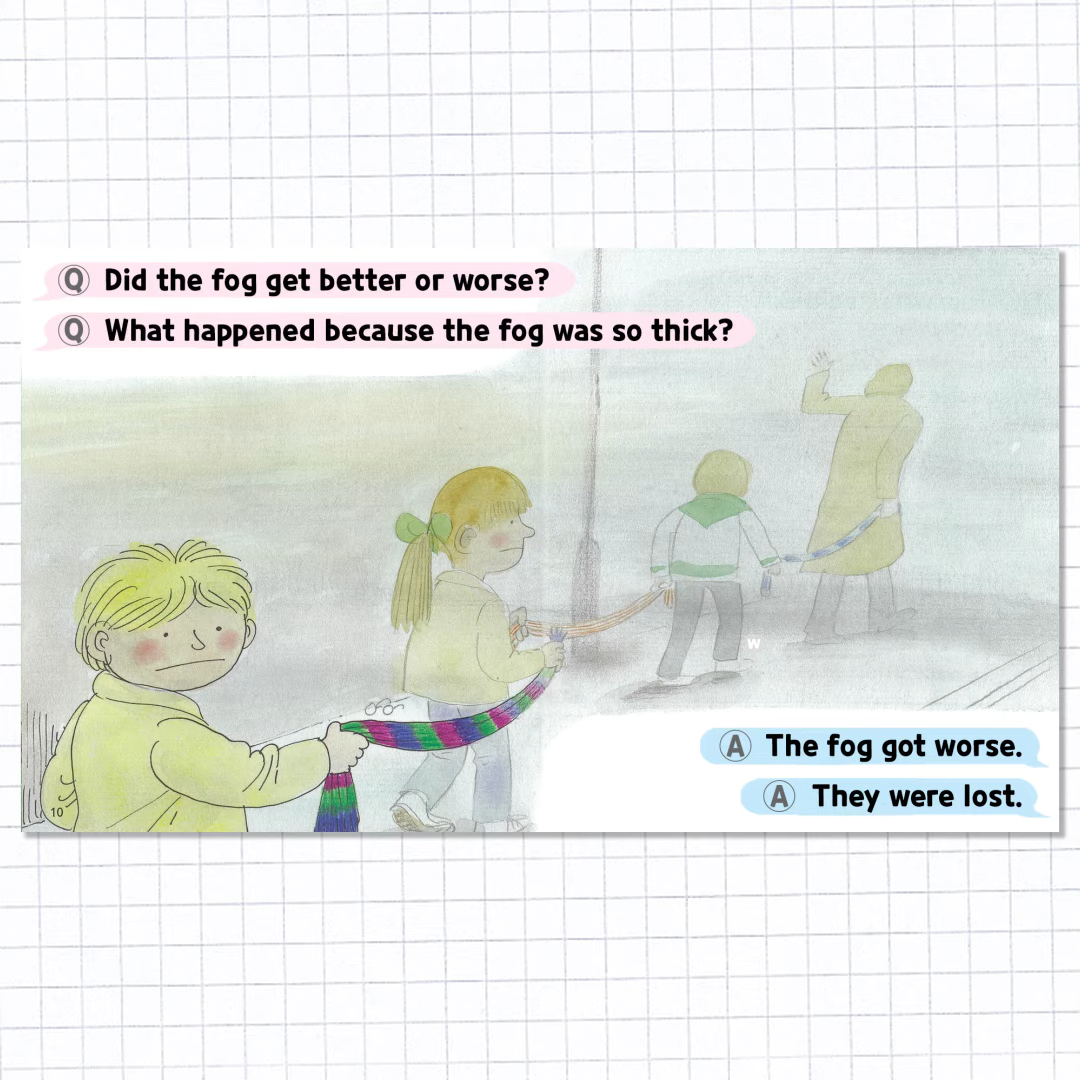 Q Did the fog get better or worse?
Q What happened because the fog was so thick?
w
A The fog got worse.
A They were lost.
10